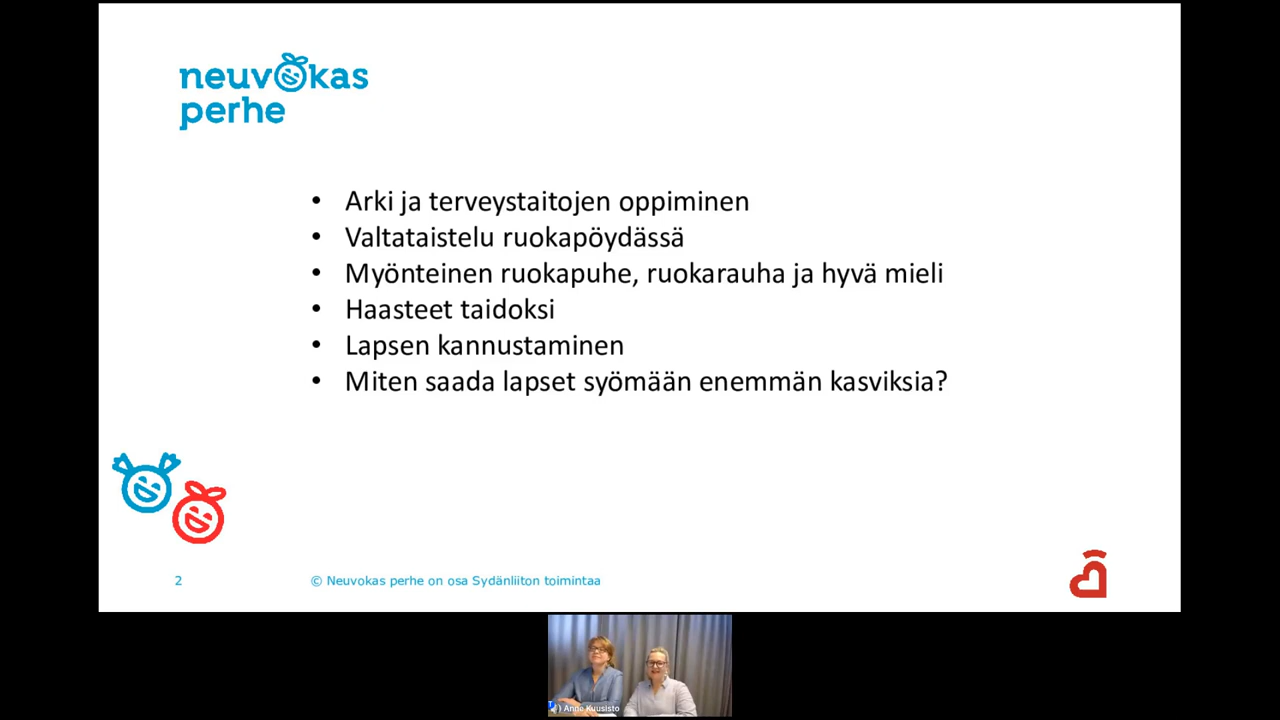 neuvokas
perhe
• Arki ja terveystaitojen oppiminen
• Valtataistelu ruokapöydässä
• Myönteinen ruokapuhe, ruokarauha ja hyvä mieli
• Haasteet taidoksi
• Lapsen kannustaminen
• Miten saada lapset syömään enemmän kasviksia?
2 © Neuvokas perhe on osa Sydänliiton toimintaa
Anne Kuusisto